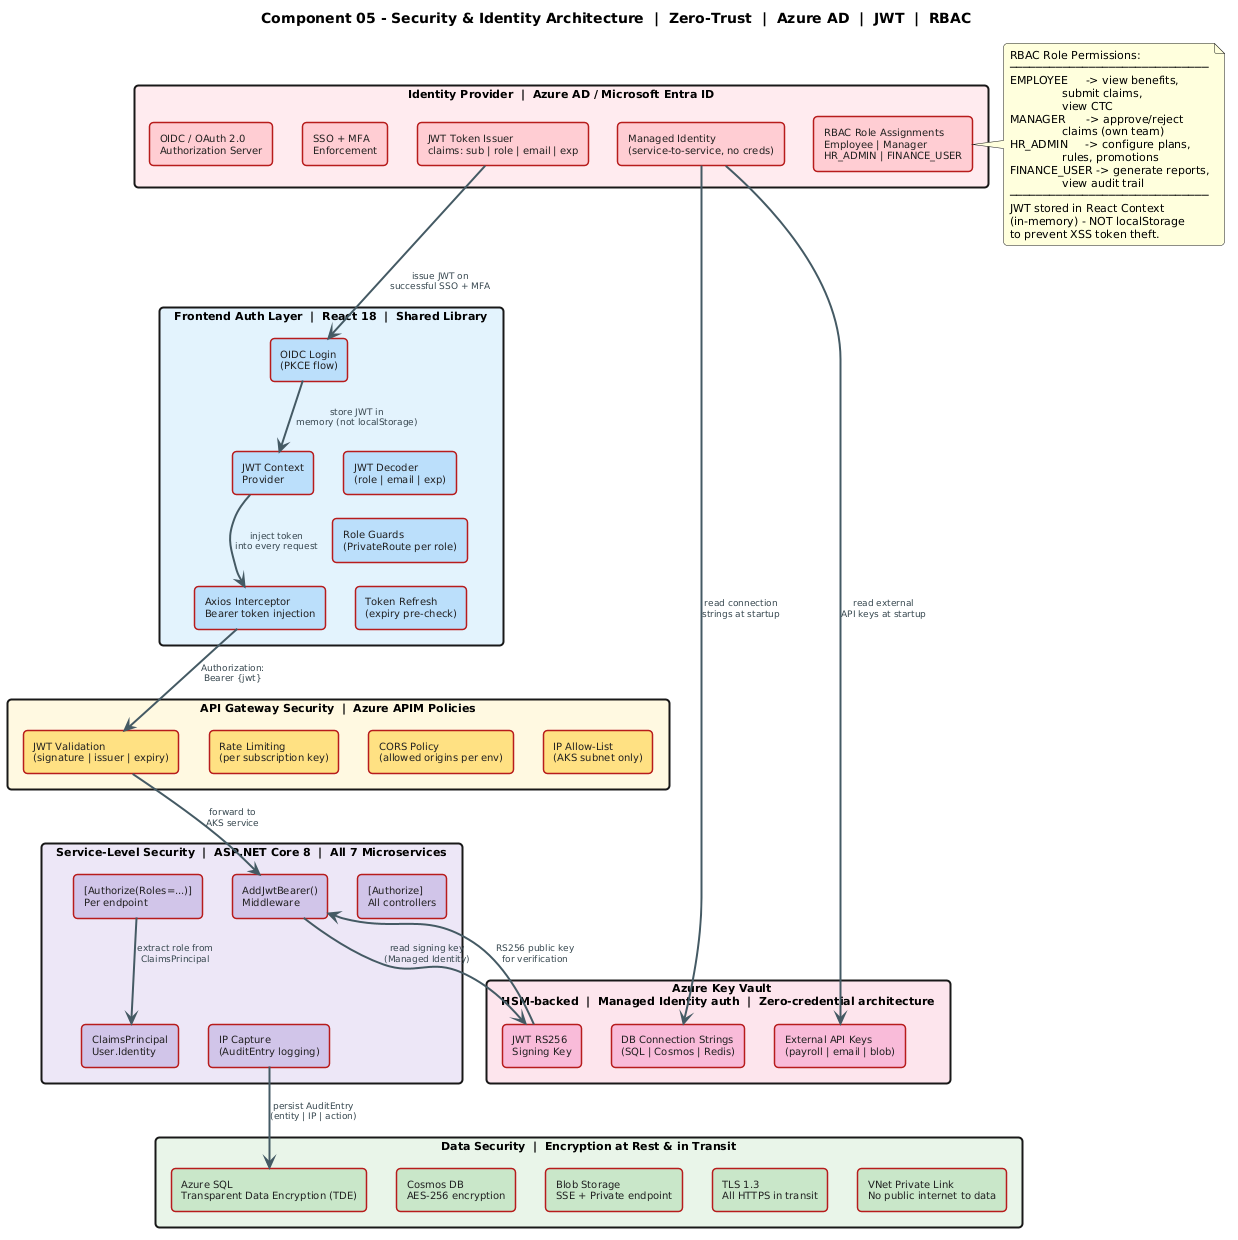 Component 05 - Security & Identity Architecture | Zero-Trust | Azure AD | JWT | RBAC
RBAC Role Permissions:
EMPLOYEE -> view benefits,
submit claims,
view CTC
MANAGER -> approve/reject
claims (own team)
HR_ADMIN -> configure plans,
rules, promotions
FINANCE_USER -> generate reports,
view audit trail
JWT stored in React Context
(in-memory) - NOT localStorage
to prevent XSS token theft.
Identity Provider | Azure AD / Microsoft Entra ID
OIDC / OAuth 2.0
Authorization Server
SSO + MFA
Enforcement
JWT Token Issuer
claims: sub | role | email | exp
Managed Identity
(service-to-service, no creds)
RBAC Role Assignments
Employee | Manager
HR_ADMIN | FINANCE_USER
issue JWT on
successful SSO + MFA
Frontend Auth Layer | React 18 | Shared Library
OIDC Login
(PKCE flow)
store JWT in
memory (not localStorage)
JWT Context
Provider
JWT Decoder
(role | email | exp)
inject token
into every request
Role Guards
(PrivateRoute per role)
Axios Interceptor
Bearer token injection
Token Refresh
(expiry pre-check)
read connection
strings at startup
read external
API keys at startup
Authorization:
Bearer {jwt}
API Gateway Security | Azure APIM Policies
JWT Validation
(signature | issuer | expiry)
Rate Limiting
(per subscription key)
CORS Policy
(allowed origins per env)
IP Allow-List
(AKS subnet only)
forward to
AKS service
Service-Level Security | ASP.NET Core 8 | All 7 Microservices
[Authorize(Roles=...)]
Per endpoint
AddJwtBearer()
Middleware
[Authorize]
All controllers
extract role from
ClaimsPrincipal
read signing key
(Managed Identity)
RS256 public key
for verification
ClaimsPrincipal
User.Identity
IP Capture
(AuditEntry logging)
Azure Key Vault
HSM-backed | Managed Identity auth | Zero-credential architecture
JWT RS256
Signing Key
DB Connection Strings
(SQL | Cosmos | Redis)
External API Keys
(payroll | email | blob)
persist AuditEntry
(entity | IP | action)
Data Security | Encryption at Rest & in Transit
Azure SQL
Transparent Data Encryption (TDE)
Cosmos DB
AES-256 encryption
Blob Storage
SSE + Private endpoint
TLS 1.3
All HTTPS in transit
VNet Private Link
No public internet to data